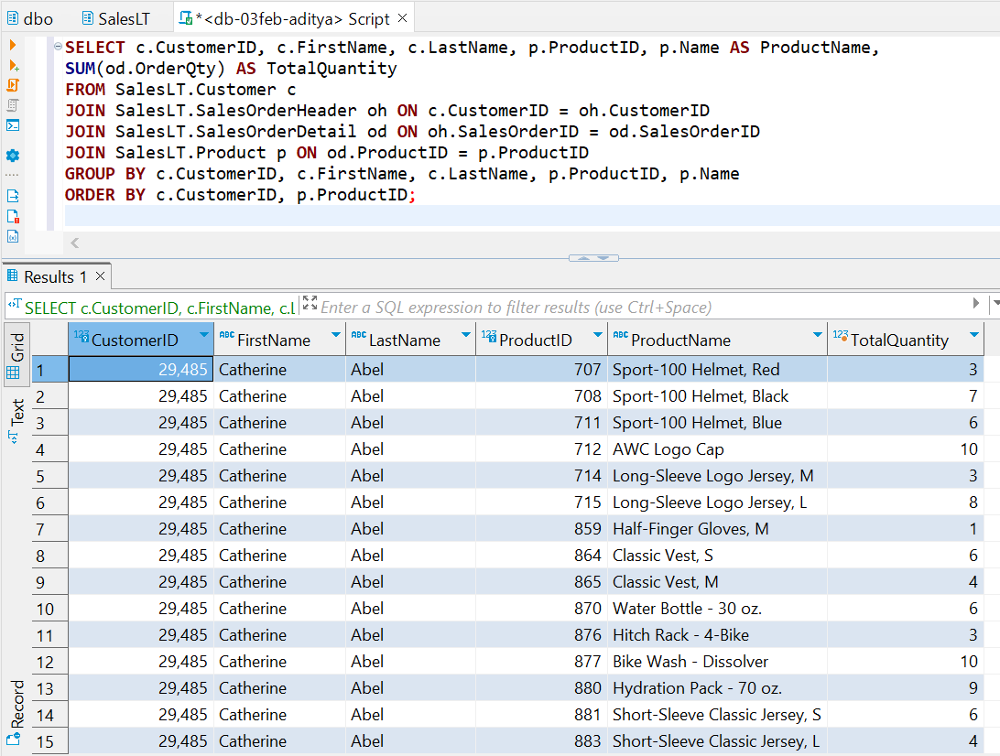 dbo SalesLT *<db-03feb-aditya> Script
SELECT c.CustomerID, c.FirstName, c.LastName, p.ProductID, p.Name AS ProductName,
SUM(od.OrderQty) AS TotalQuantity
FROM SalesLT.Customer c
JOIN SalesLT.SalesOrderHeader oh ON c.CustomerID = oh.CustomerID
JOIN SalesLT.SalesOrderDetail od ON oh.SalesOrderID = od.SalesOrderID
JOIN SalesLT.Product p ON od.ProductID = p.ProductID
GROUP BY c.CustomerID, c.FirstName, c.LastName, p.ProductID, p.Name
ORDER BY c.CustomerID, p.ProductID;
Results 1
SELECT c.CustomerID, c.FirstName, c.L Enter a SQL expression to filter results (use Ctrl+Space)
Grid
Text
Record
123 CustomerID ABC FirstName ABC LastName 123 ProductID ABC ProductName 123 TotalQuantity
1 29,485 Catherine Abel 707 Sport-100 Helmet, Red 3
2 29,485 Catherine Abel 708 Sport-100 Helmet, Black 7
3 29,485 Catherine Abel 711 Sport-100 Helmet, Blue 6
4 29,485 Catherine Abel 712 AWC Logo Cap 10
5 29,485 Catherine Abel 714 Long-Sleeve Logo Jersey, M 3
6 29,485 Catherine Abel 715 Long-Sleeve Logo Jersey, L 8
7 29,485 Catherine Abel 859 Half-Finger Gloves, M 1
8 29,485 Catherine Abel 864 Classic Vest, S 6
9 29,485 Catherine Abel 865 Classic Vest, M 4
10 29,485 Catherine Abel 870 Water Bottle - 30 oz. 6
11 29,485 Catherine Abel 876 Hitch Rack - 4-Bike 3
12 29,485 Catherine Abel 877 Bike Wash - Dissolver 10
13 29,485 Catherine Abel 880 Hydration Pack - 70 oz. 9
14 29,485 Catherine Abel 881 Short-Sleeve Classic Jersey, S 6
15 29,485 Catherine Abel 883 Short-Sleeve Classic Jersey, L 4